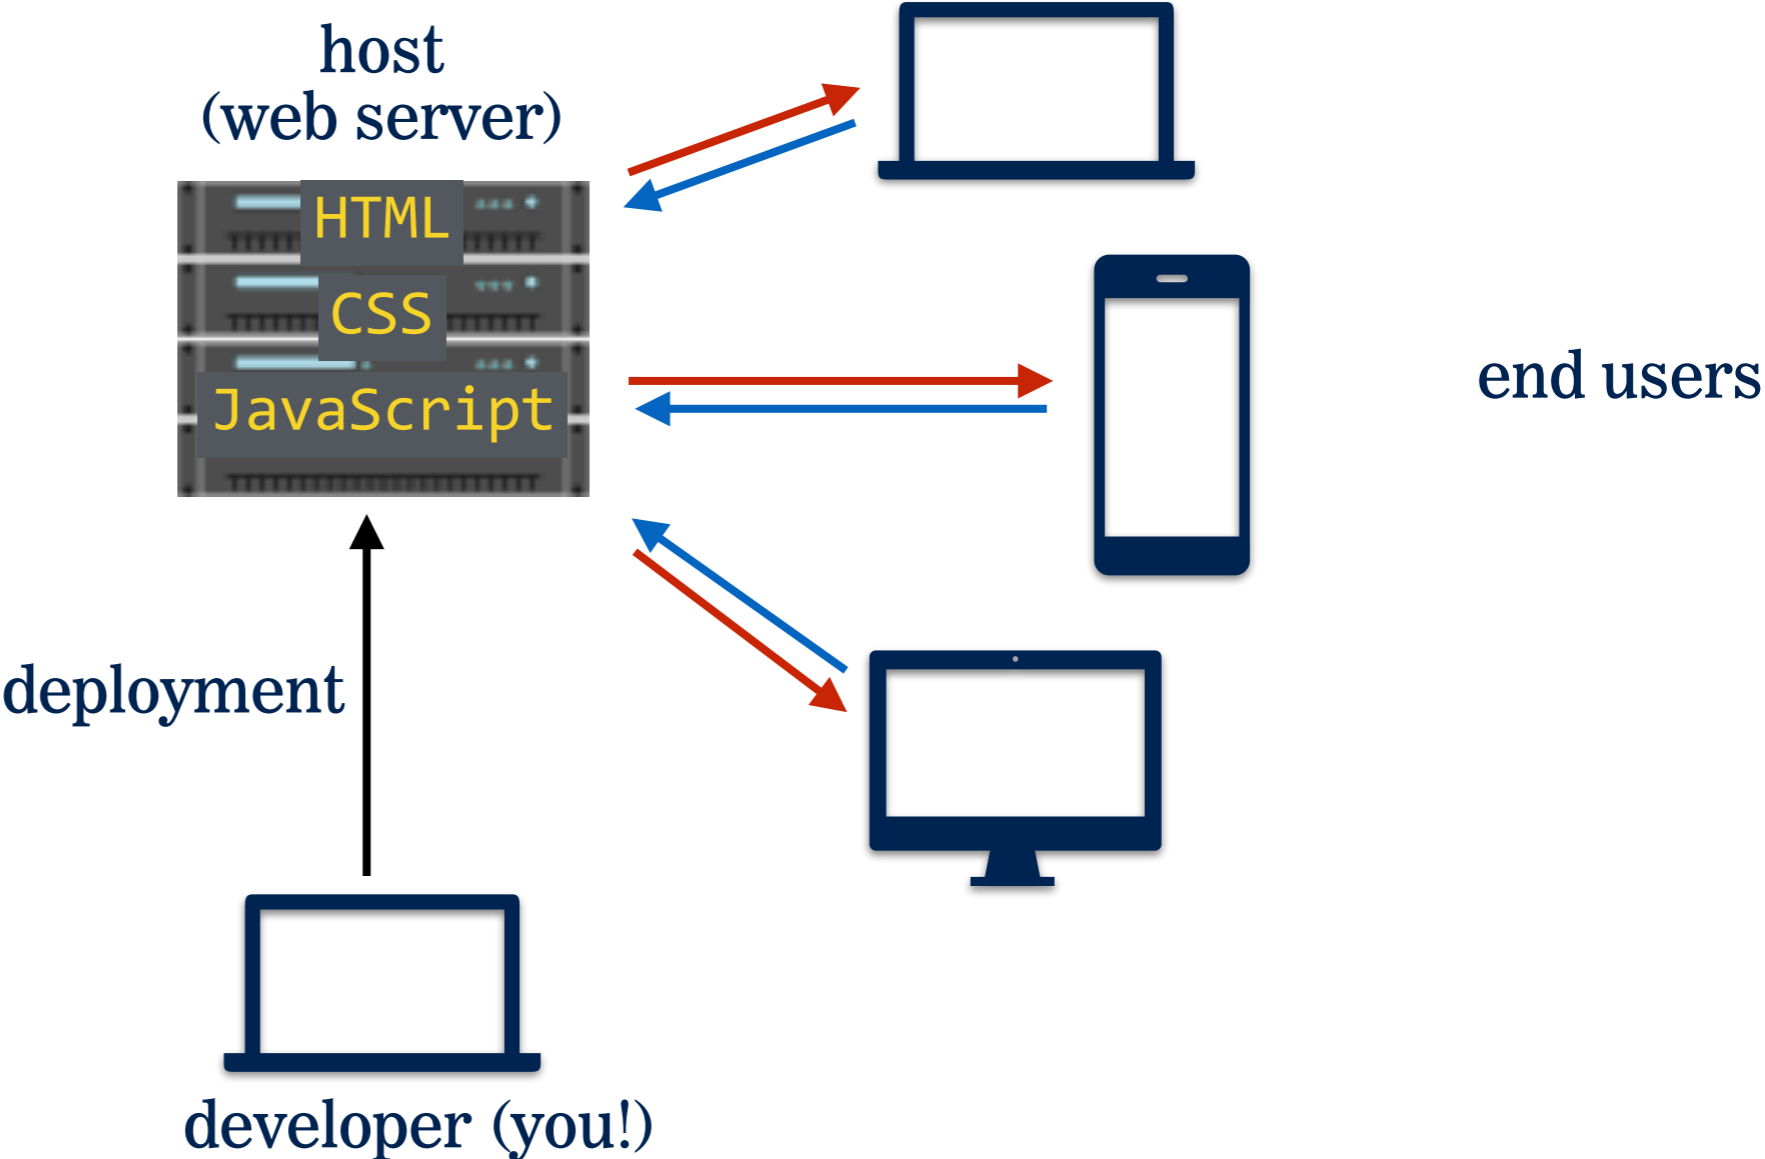 host
(web server)
HTML
CSS
JavaScript
end users
deployment
developer (you!)